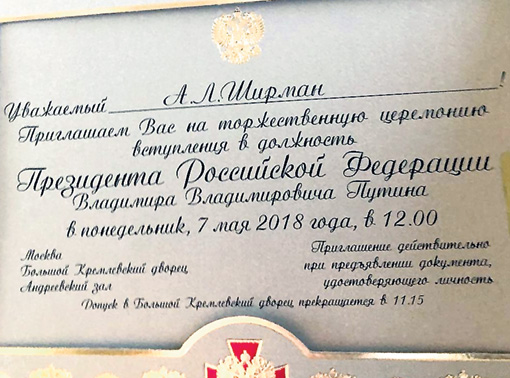 Уважаемый А.Л.Ширман !
Приглашаем Вас на торжественную церемонию
вступления в должность
Президента Российской Федерации
Владимира Владимировича Путина
в понедельник, 7 мая 2018 года, в 12.00
Москва
Большой Кремлевский дворец
Андреевский зал
Приглашение действительно
при предъявлении документа,
удостоверяющего личность
Допуск в Большой Кремлевский дворец прекращается в 11.15